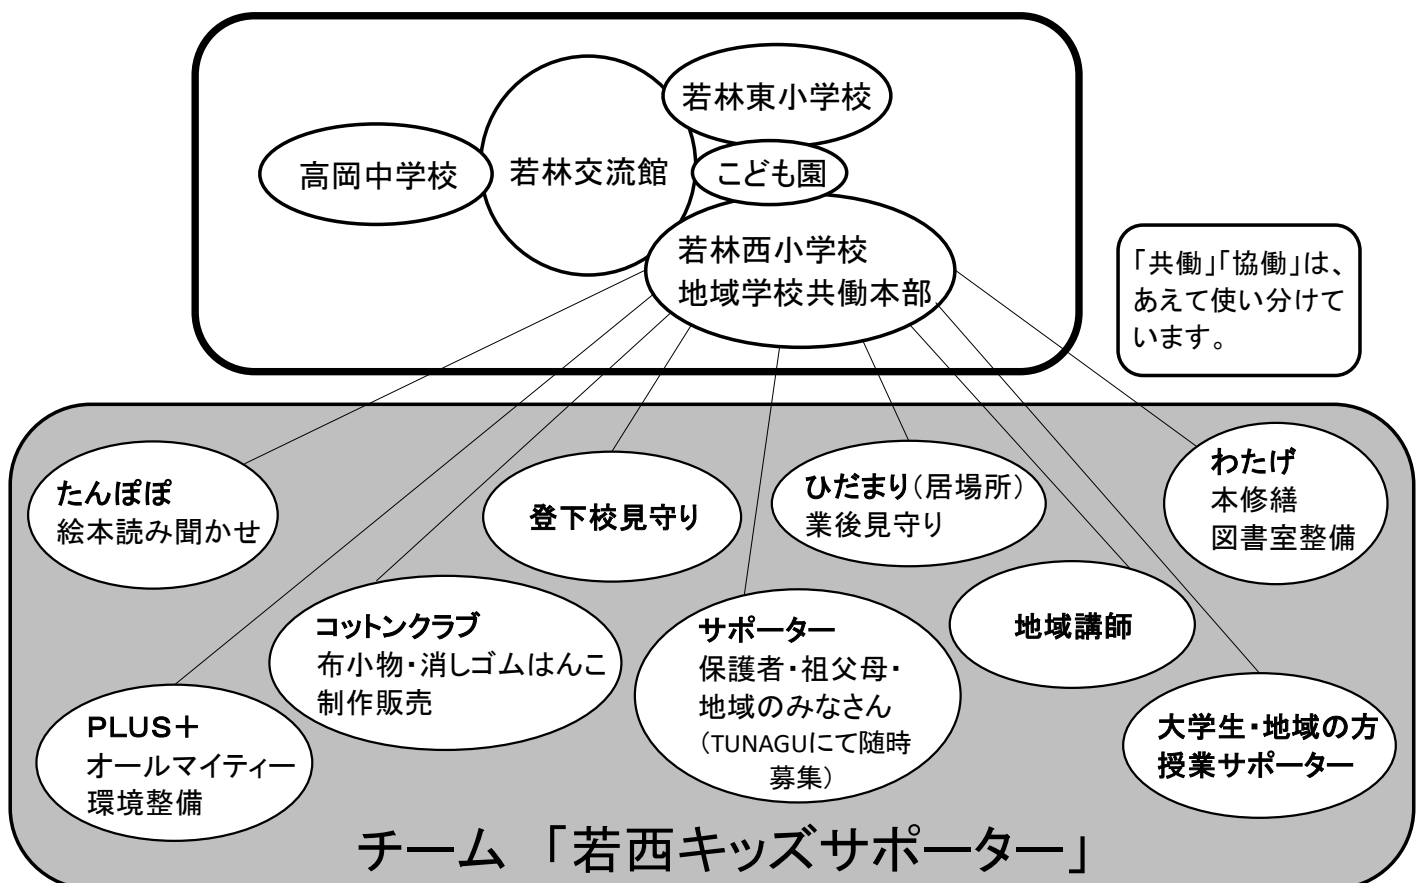 若林東小学校
高岡中学校
若林交流館
こども園
若林西小学校
地域学校共働本部
「共働」「協働」は、
あえて使い分けて
います。
たんぽぽ
絵本読み聞かせ
登下校見守り
ひだまり(居場所)
業後見守り
わたげ
本修繕
図書室整備
コットンクラブ
布小物・消しゴムはんこ
制作販売
サポーター
保護者・祖父母・
地域のみなさん
(TUNAGUにて随時
募集)
地域講師
PLUS+
オールマイティー
環境整備
大学生・地域の方
授業サポーター
チーム 「若西キッズサポーター」